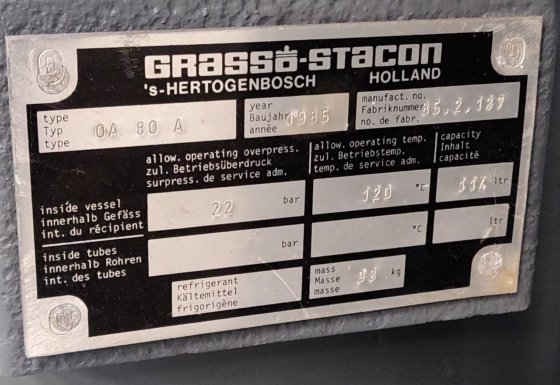 GRASSO-STACON
'S-HERTOGENBOSCH HOLLAND
type
Typ
type
OA 80 A
year
Baujahr
année
1985
manufact. no.
Fabriknummer
no. de fabr.
85.2.187
allow. operating overpress.
zul. Betriebsüberdruck
surpress. de service adm.
allow. operating temp.
zul. Betriebstemp.
temp. de service adm.
capacity
Inhalt
capacité
inside vessel
innerhalb Gefäss
int. du récipient
22 bar
120 °C
114 ltr
inside tubes
innerhalb Rohren
int. des tubes
bar
°C
ltr
refrigerant
Kältemittel
frigorigène
mass
Masse
masse
98 kg